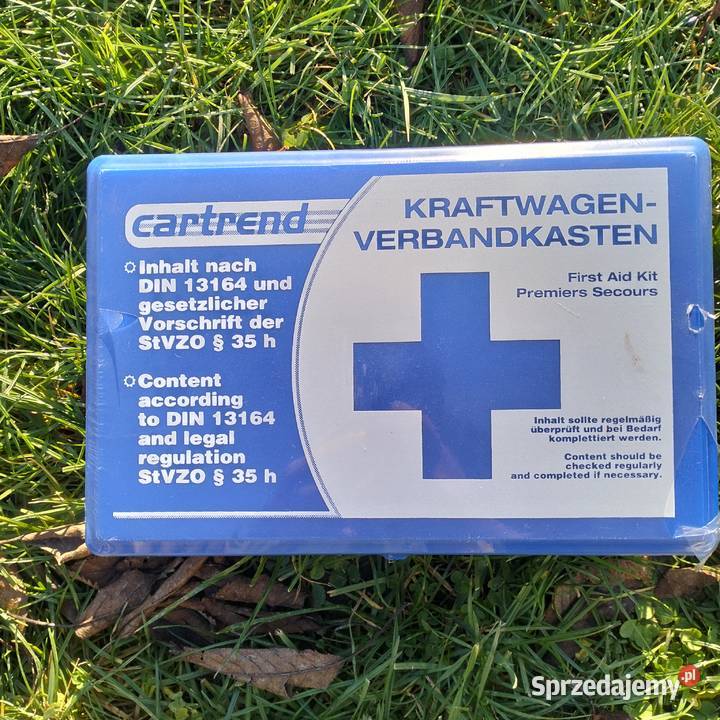 cartrend
KRAFTWAGEN-
VERBANDKASTEN
First Aid Kit
Premiers Secours
Inhalt nach
DIN 13164 und
gesetzlicher
Vorschrift der
StVZO § 35 h
Content
according
to DIN 13164
and legal
regulation
StVZO § 35 h
Inhalt sollte regelmäßig
überprüft und bei Bedarf
komplettiert werden.
Content should be
checked regularly
and completed if necessary.
Sprzedajemy.pl